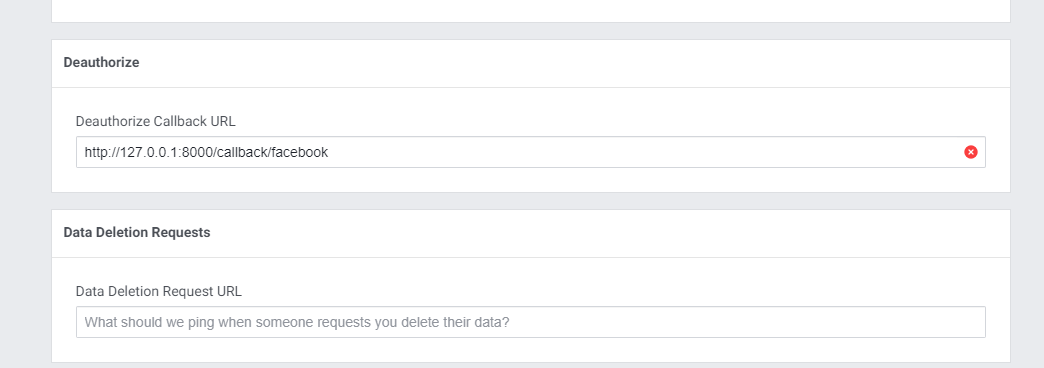 Deauthorize
Deauthorize Callback URL
http://127.0.0.1:8000/callback/facebook
Data Deletion Requests
Data Deletion Request URL
What should we ping when someone requests you delete their data?